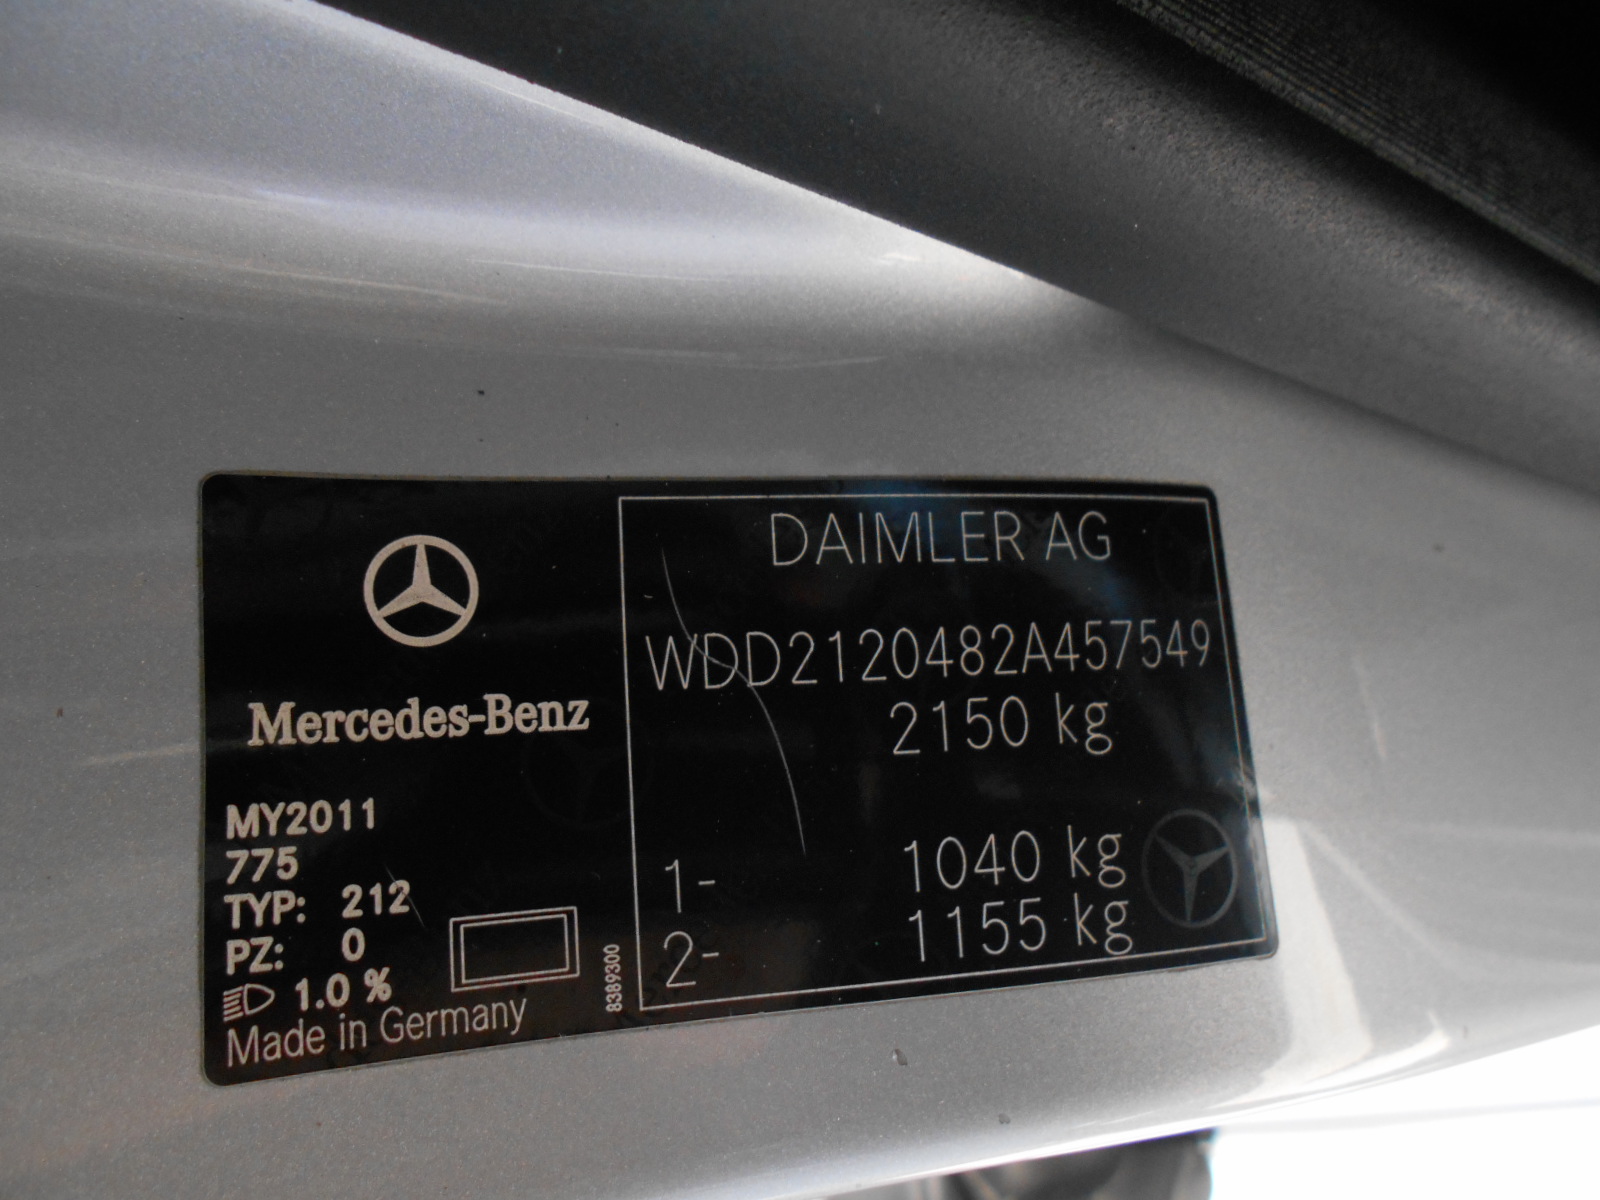 Mercedes-Benz
MY2011
775
TYP: 212
PZ: 0
1.0 %
Made in Germany
8389300
DAIMLER AG
WDD2120482A457549
2150 kg
1- 1040 kg
2- 1155 kg